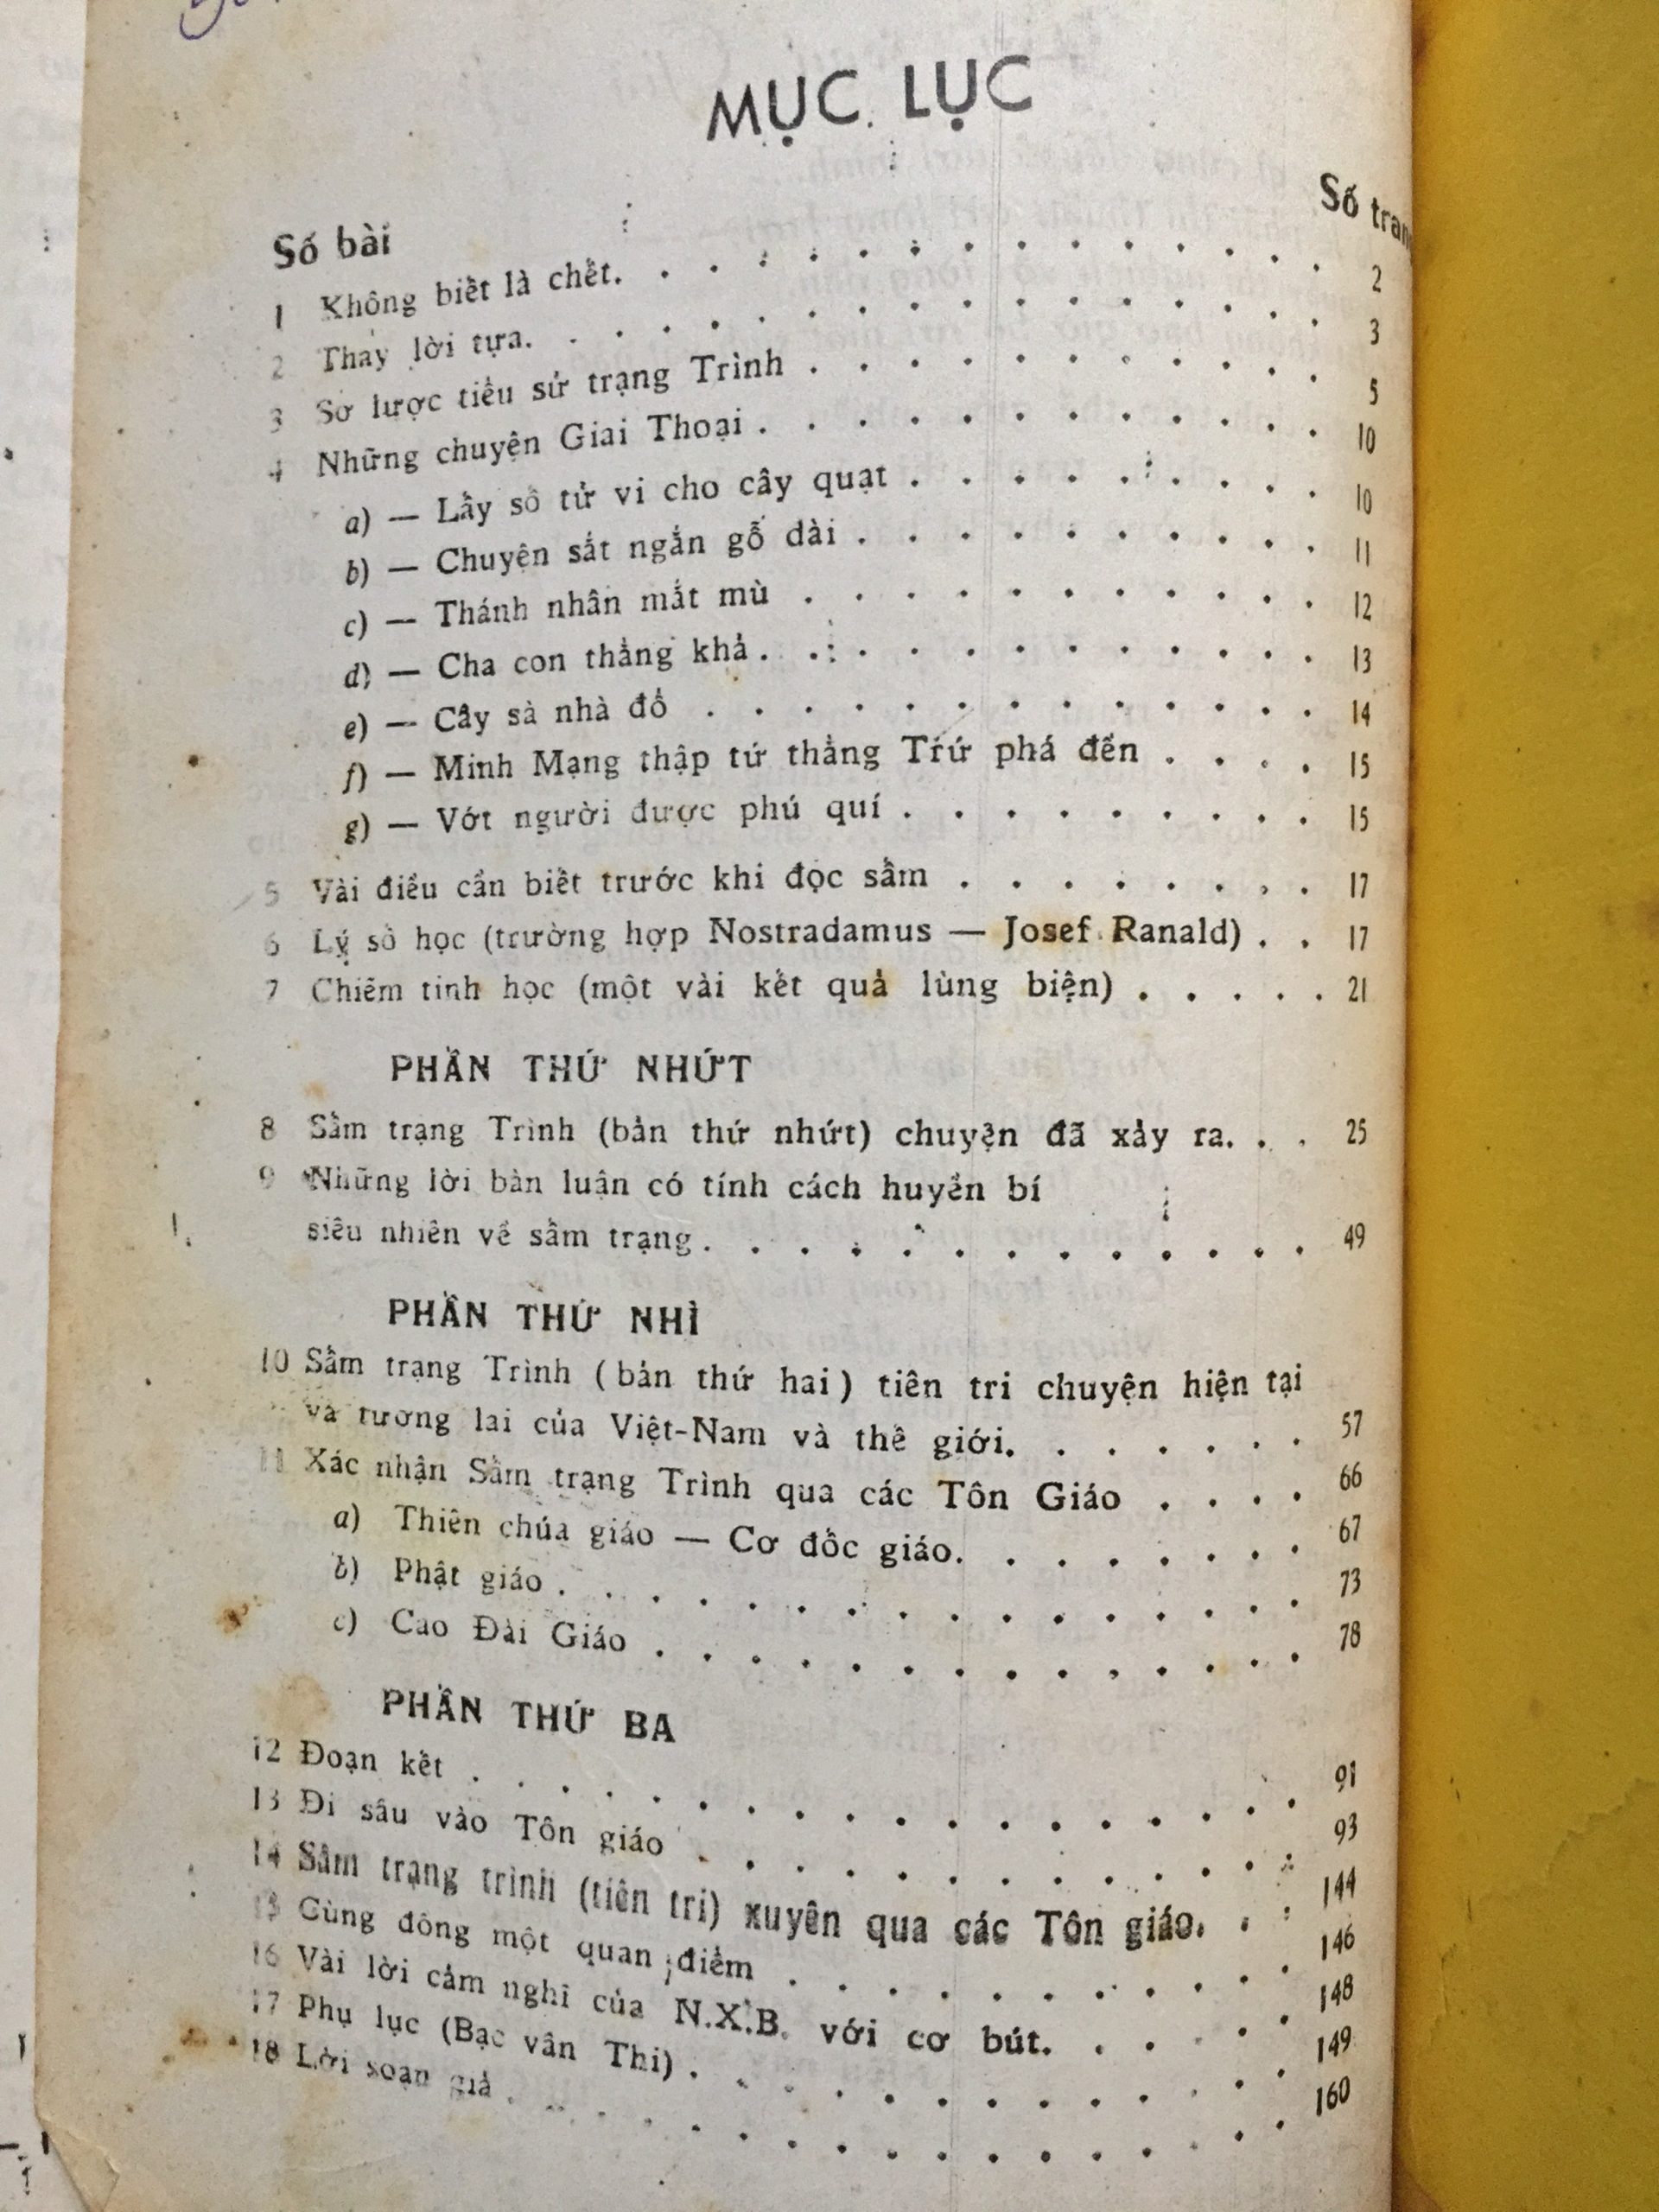 MỤC LỤC
Số bài
Số tran
1 Không biết là chết. 2
2 Thay lời tựa. 3
3 Sơ lược tiểu sử trạng Trình 5
4 Những chuyện Giai Thoại 10
a) — Lấy số tử vi cho cây quạt 10
b) — Chuyện sắt ngắn gỗ dài 11
c) — Thánh nhân mắt mù 12
d) — Cha con thằng khả 13
e) — Cây sà nhà đổ 14
f) — Minh Mạng thập tứ thằng Trứ phá đền 15
g) — Vớt người được phú quí 15
5 Vài điều cần biết trước khi đọc sấm 17
6 Lý số học (trường hợp Nostradamus — Josef Ranald) 17
7 Chiêm tinh học (một vài kết quả lùng biện) 21
PHẦN THỨ NHỨT
8 Sấm trạng Trình (bản thứ nhứt) chuyện đã xảy ra. 25
9 Những lời bàn luận có tính cách huyền bí
siêu nhiên về sấm trạng 49
PHẦN THỨ NHÌ
10 Sấm trạng Trình (bản thứ hai) tiên tri chuyện hiện tại
và tương lai của Việt-Nam và thế giới. 57
11 Xác nhận Sấm trạng Trình qua các Tôn Giáo 66
a) Thiên chúa giáo — Cơ đốc giáo. 67
b) Phật giáo 73
c) Cao Đài Giáo 78
PHẦN THỨ BA
12 Đoạn kết 91
13 Đi sâu vào Tôn giáo 93
14 Sấm trạng trình (tiên tri) xuyên qua các Tôn giáo. 144
15 Cùng đồng một quan điểm 146
16 Vài lời cảm nghĩ của N.X.B. với cơ bút. 148
17 Phụ lục (Bạc vân Thi) 149
18 Lời soạn giả 160